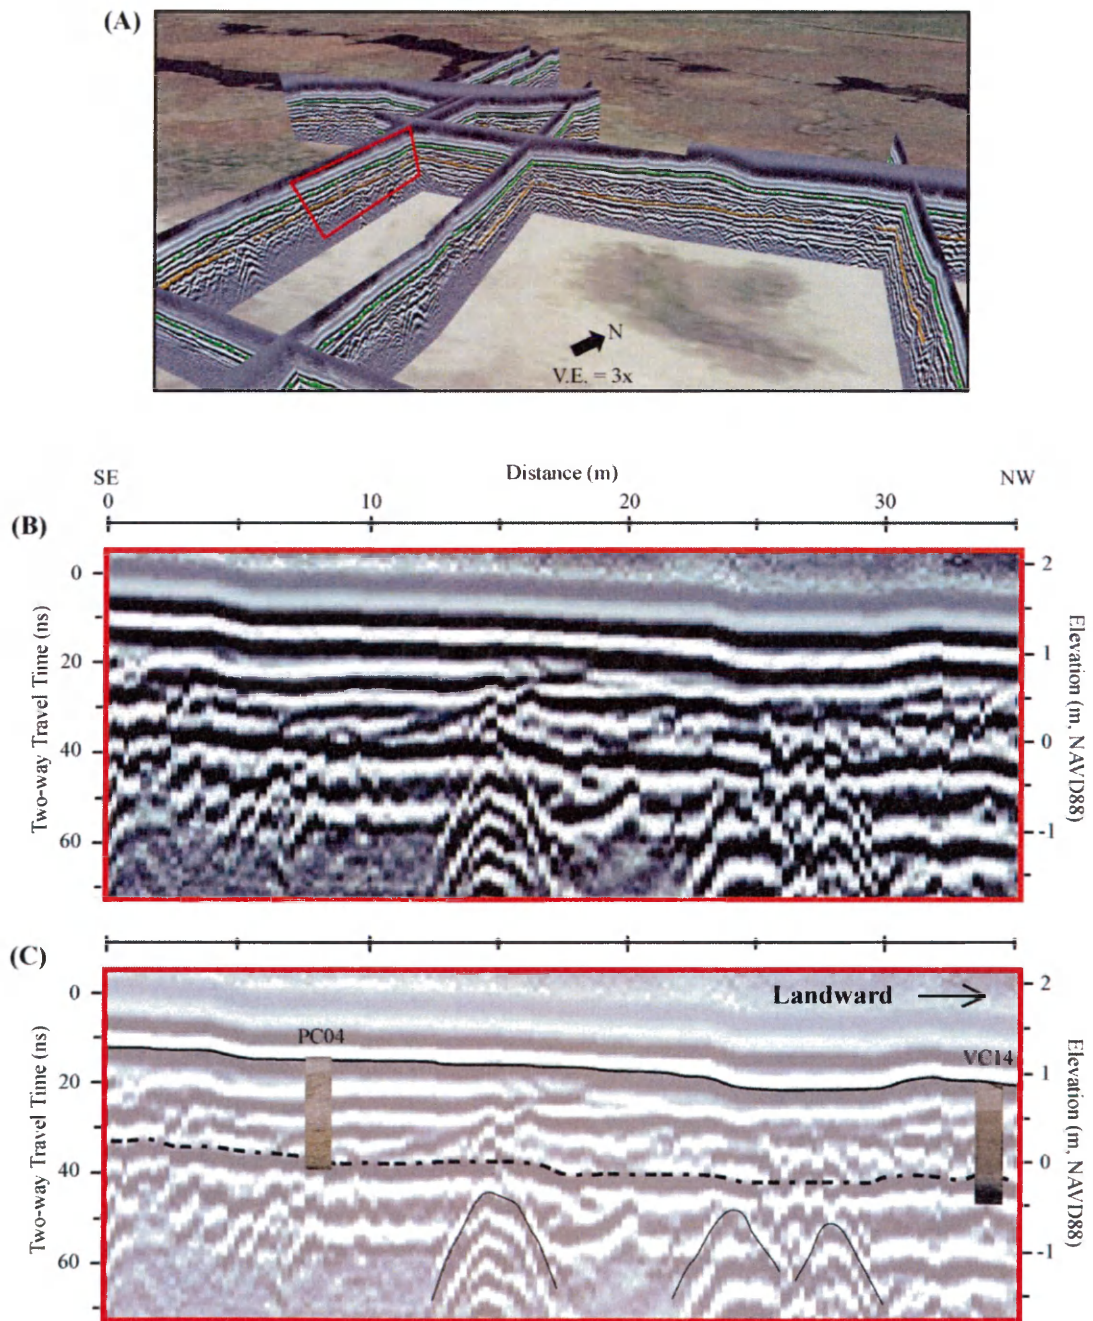 (A)
N
V.E. = 3x
Distance (m)
SE
NW
0 10 20 30
(B)
0
20
40
60
Two-way Travel Time (ns)
2
1
0
-1
Elevation (m, NAVD88)
(C)
Landward
PC04
VC14
0
20
40
60
Two-way Travel Time (ns)
2
1
0
-1
Elevation (m, NAVD88)